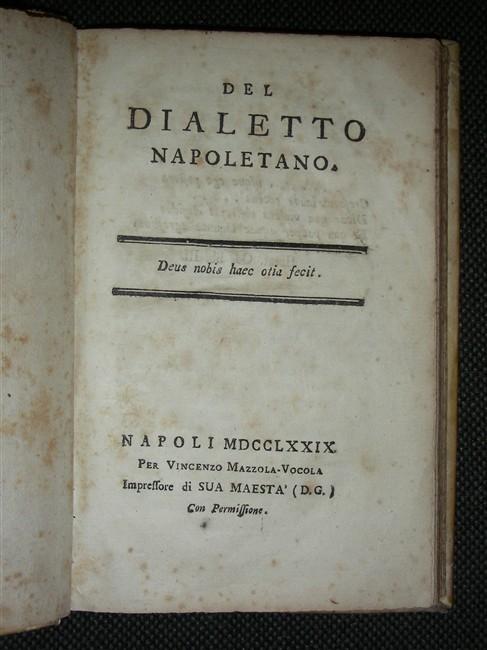 DEL
DIALETTO
NAPOLETANO.
Deus nobis haec otia fecit.
NAPOLI MDCCLXXIX
PER VINCENZO MAZZOLA-VOCOLA
Impreſſore di SUA MAESTA' (D.G.)
Con Permiſſione.